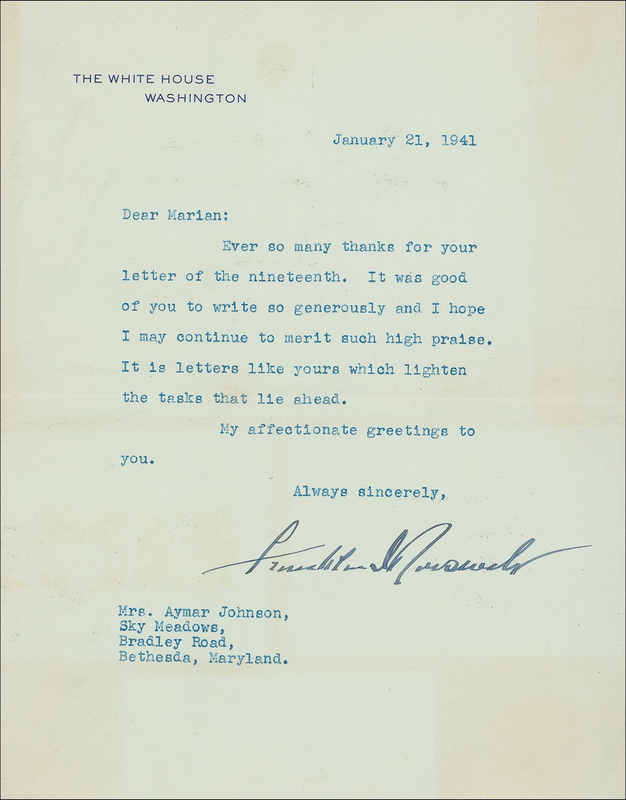 THE WHITE HOUSE
WASHINGTON
January 21, 1941
Dear Marian:
Ever so many thanks for your
letter of the nineteenth. It was good
of you to write so generously and I hope
I may continue to merit such high praise.
It is letters like yours which lighten
the tasks that lie ahead.
My affectionate greetings to
you.
Always sincerely,
Franklin D Roosevelt
Mrs. Aymar Johnson,
Sky Meadows,
Bradley Road,
Bethesda, Maryland.